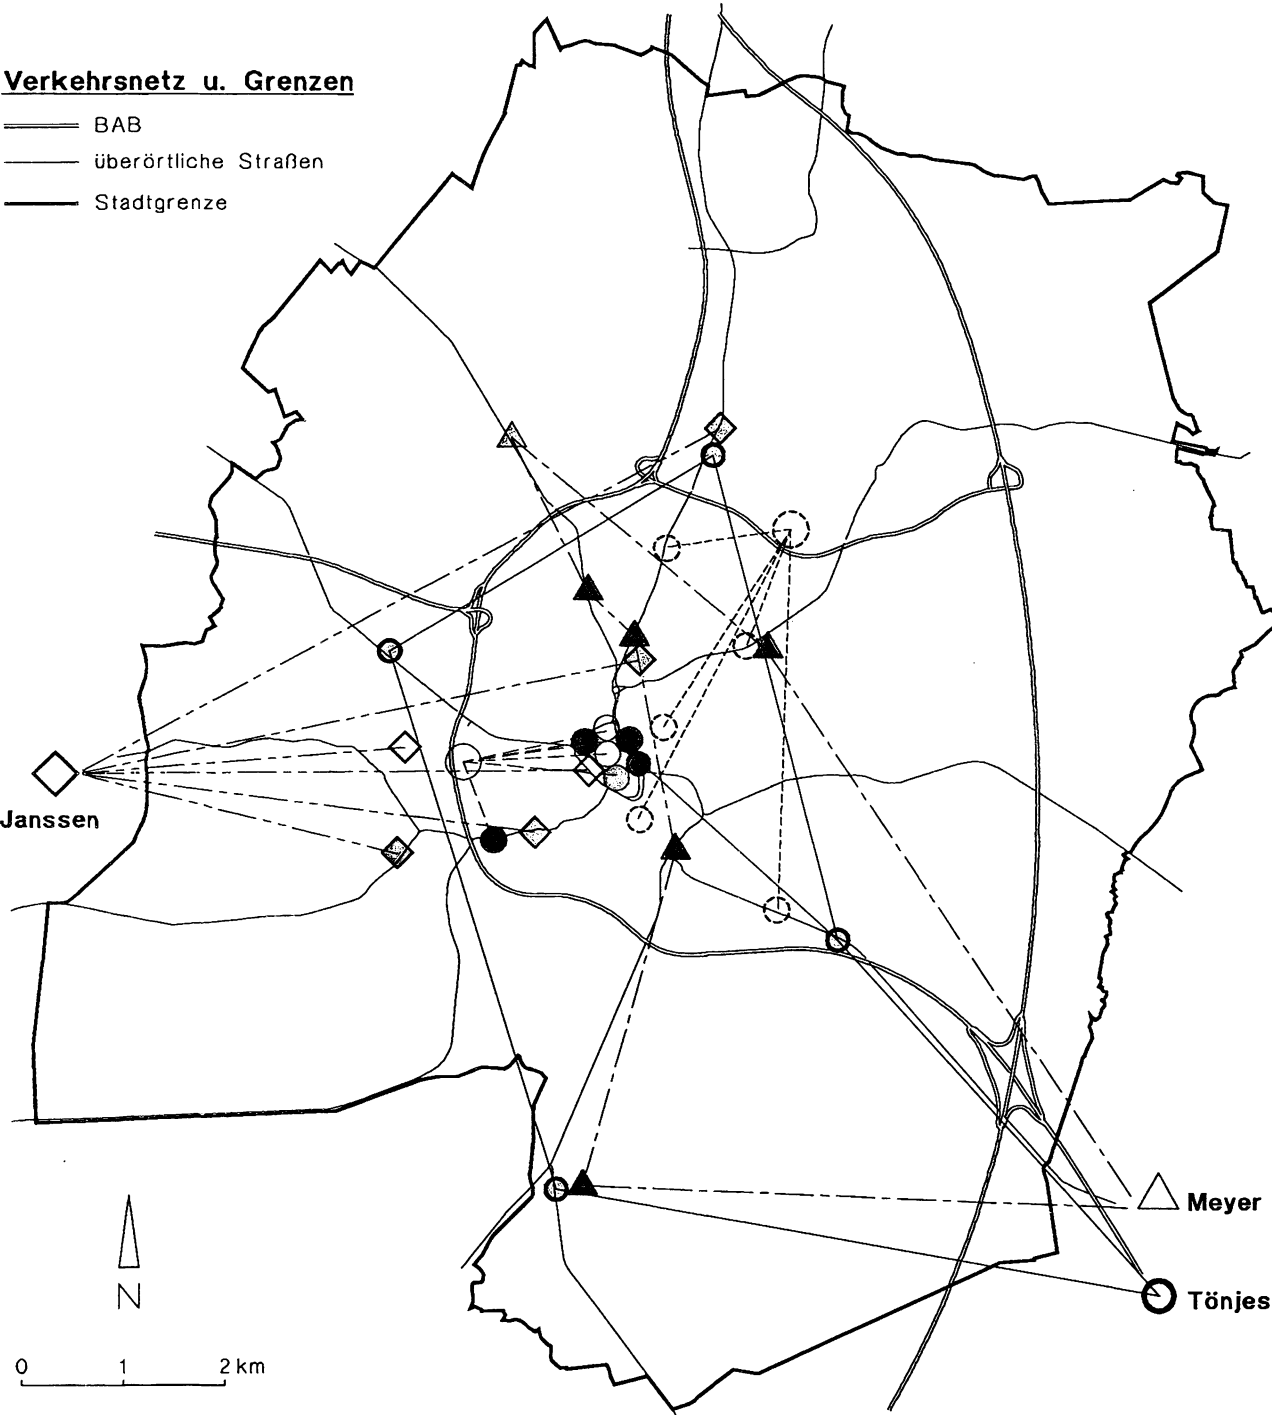 Verkehrsnetz u. Grenzen
BAB
überörtliche Straßen
Stadtgrenze
Janssen
Meyer
Tönjes
N
0 1 2 km